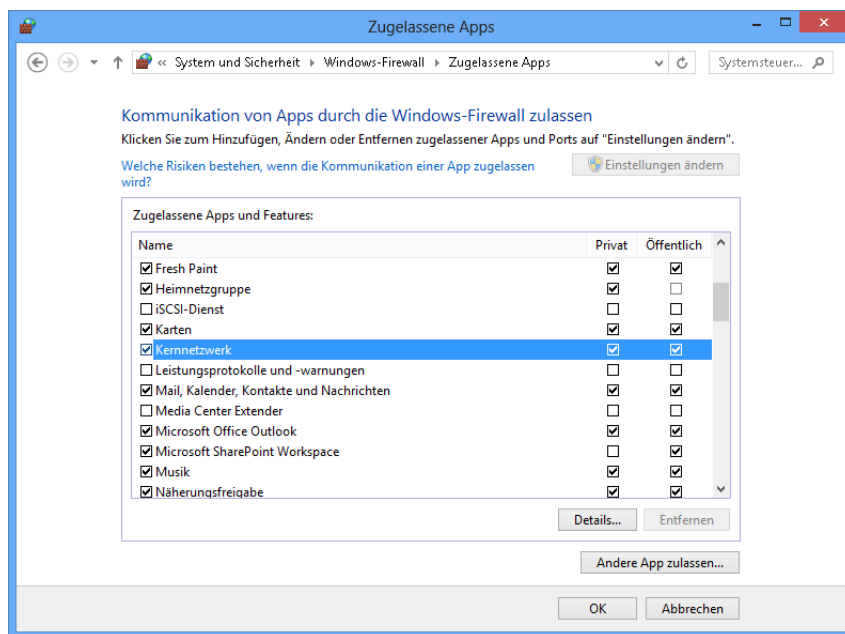 Zugelassene Apps
« System und Sicherheit ▸ Windows-Firewall ▸ Zugelassene Apps
Systemsteuer...
Kommunikation von Apps durch die Windows-Firewall zulassen
Klicken Sie zum Hinzufügen, Ändern oder Entfernen zugelassener Apps und Ports auf "Einstellungen ändern".
Welche Risiken bestehen, wenn die Kommunikation einer App zugelassen
wird?
Einstellungen ändern
Zugelassene Apps und Features:
Name Privat Öffentlich
Fresh Paint
Heimnetzgruppe
iSCSI-Dienst
Karten
Kernnetzwerk
Leistungsprotokolle und -warnungen
Mail, Kalender, Kontakte und Nachrichten
Media Center Extender
Microsoft Office Outlook
Microsoft SharePoint Workspace
Musik
Näherungsfreigabe
Details... Entfernen
Andere App zulassen...
OK Abbrechen